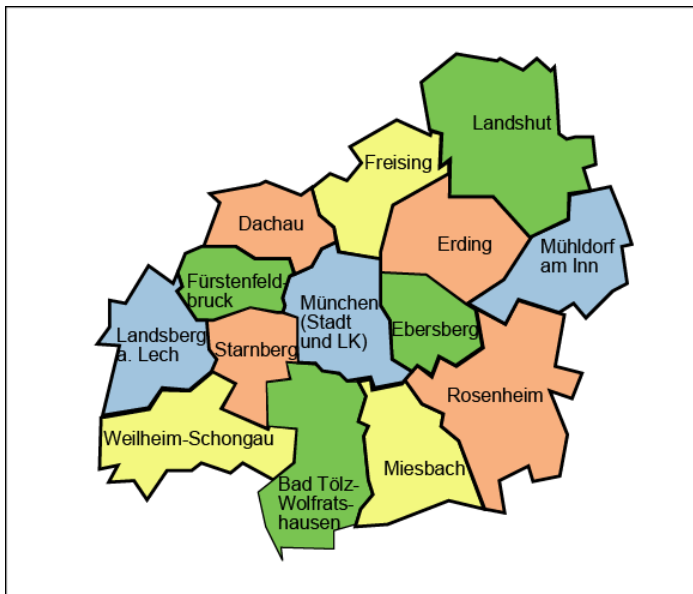 Landshut
Freising
Dachau
Erding
Mühldorf
am Inn
Fürstenfeld-
bruck
München
(Stadt
und LK)
Ebersberg
Landsberg
a. Lech
Starnberg
Rosenheim
Weilheim-Schongau
Miesbach
Bad Tölz-
Wolfrats-
hausen